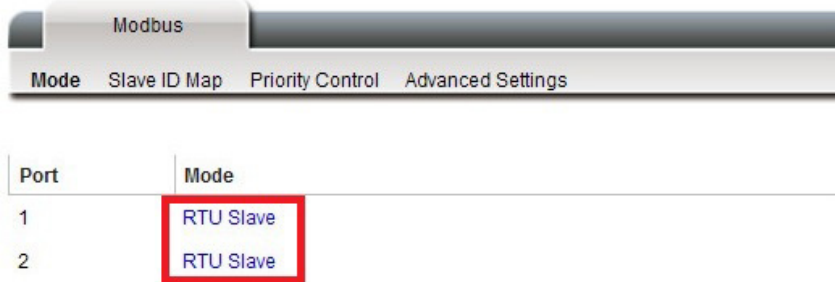 Modbus
Mode Slave ID Map Priority Control Advanced Settings
Port Mode
1 RTU Slave
2 RTU Slave